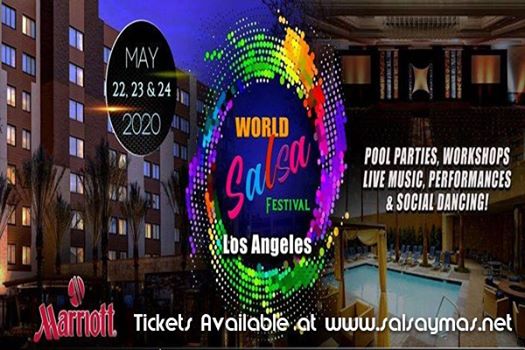 MAY
22, 23 & 24
2020
WORLD
Salsa
FESTIVAL
Los Angeles
POOL PARTIES, WORKSHOPS
LIVE MUSIC, PERFORMANCES
& SOCIAL DANCING!
Marriott
Tickets Available at www.salsaymas.net